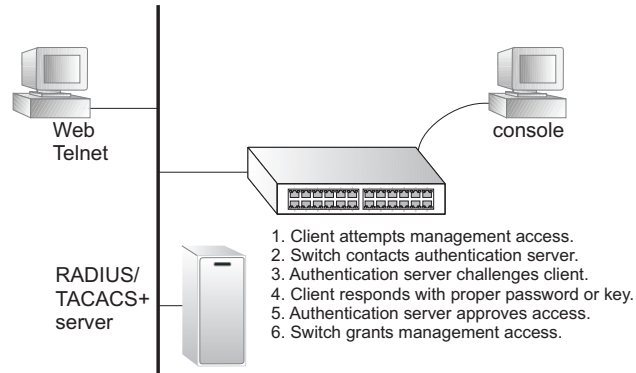 Web
Telnet
console
RADIUS/
TACACS+
server
1. Client attempts management access.
2. Switch contacts authentication server.
3. Authentication server challenges client.
4. Client responds with proper password or key.
5. Authentication server approves access.
6. Switch grants management access.